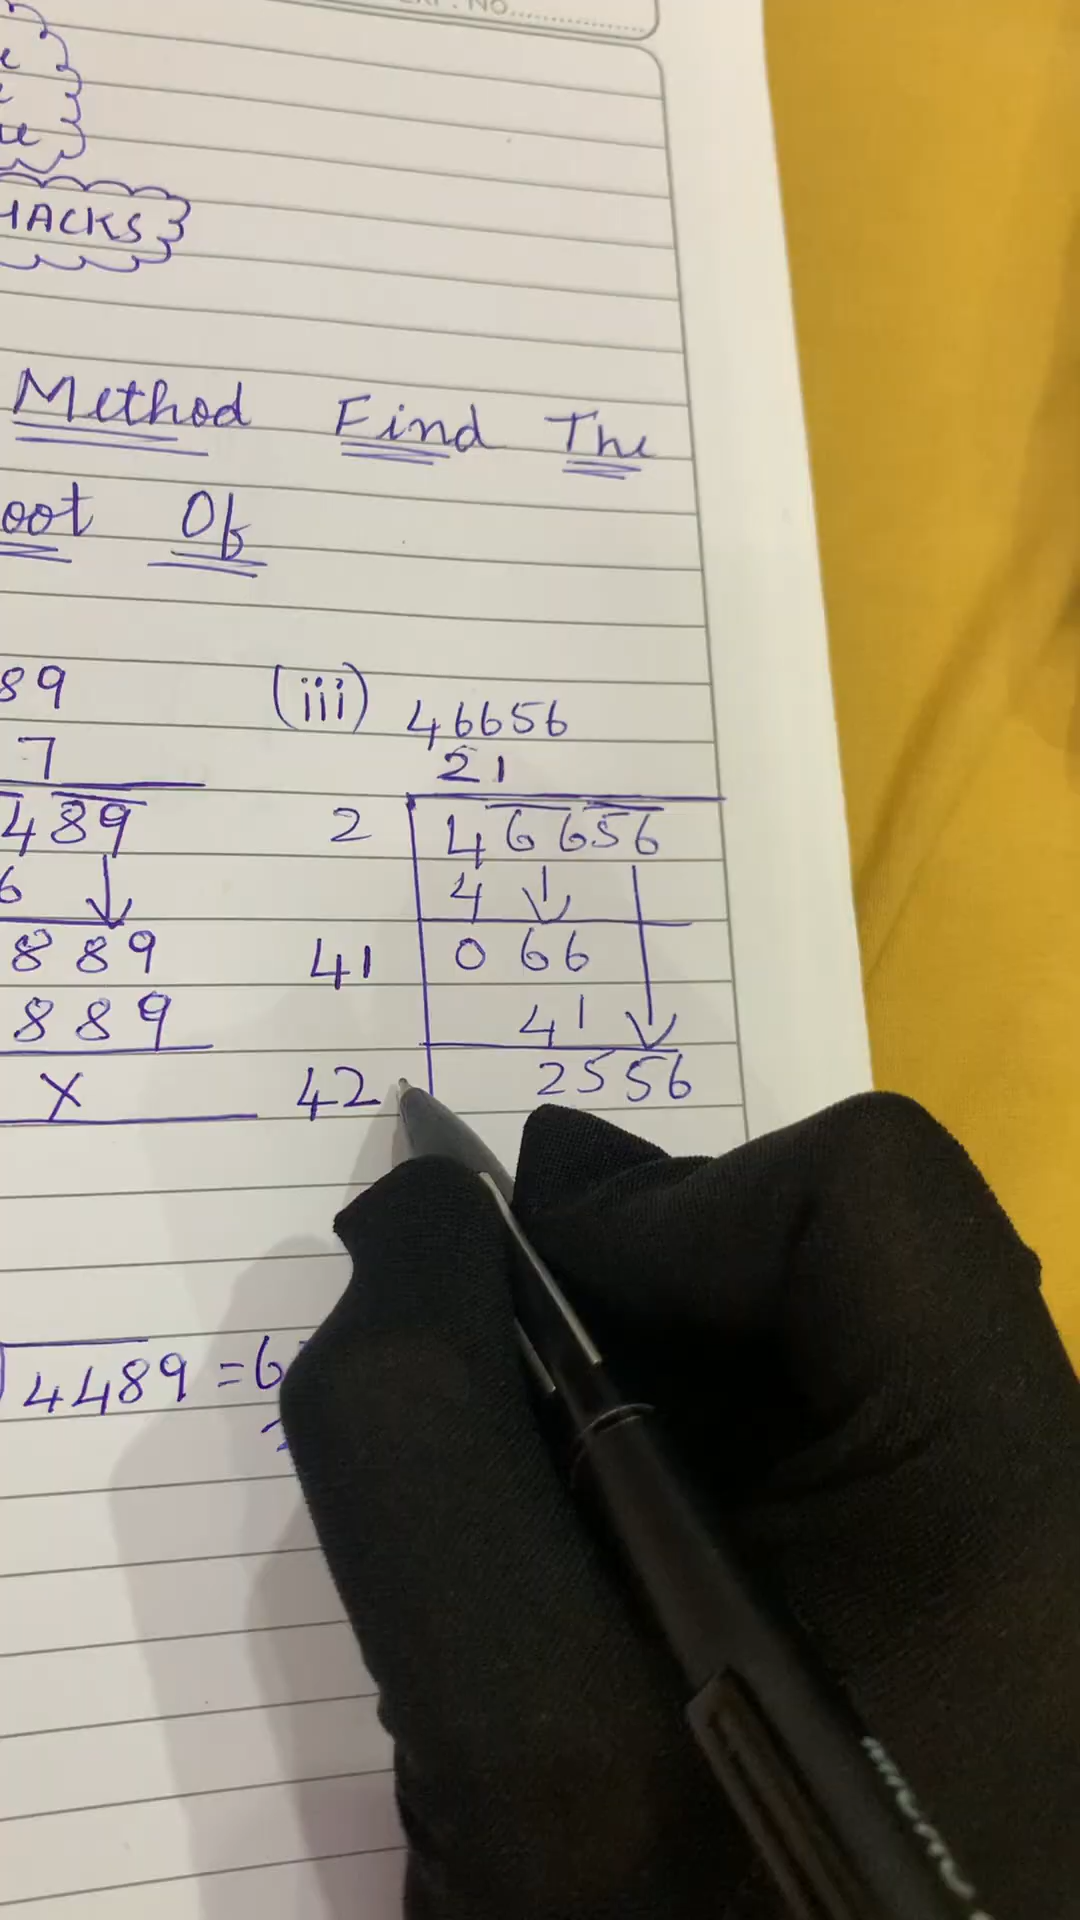 HACKS
Method Find The
Of
89 (iii) 46656
7 21
489 2 46656
6 4
889 41 066
889 41
X 42 2556
4489 = 6